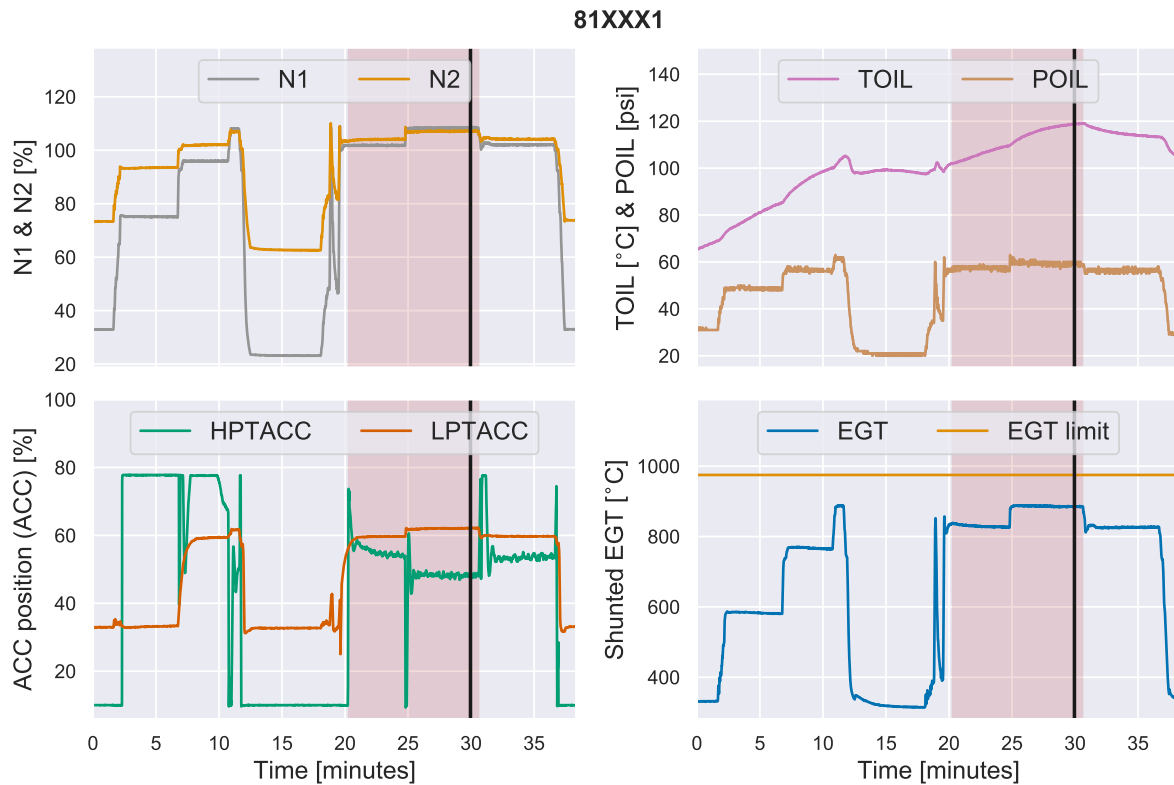 81XXX1
N1 & N2 [%]
N1 N2
120
100
80
60
40
20
TOIL [°C] & POIL [psi]
TOIL POIL
140
120
100
80
60
40
20
ACC position (ACC) [%]
HPTACC LPTACC
100
80
60
40
20
0 5 10 15 20 25 30 35
Time [minutes]
Shunted EGT [°C]
EGT EGT limit
1000
800
600
400
0 5 10 15 20 25 30 35
Time [minutes]